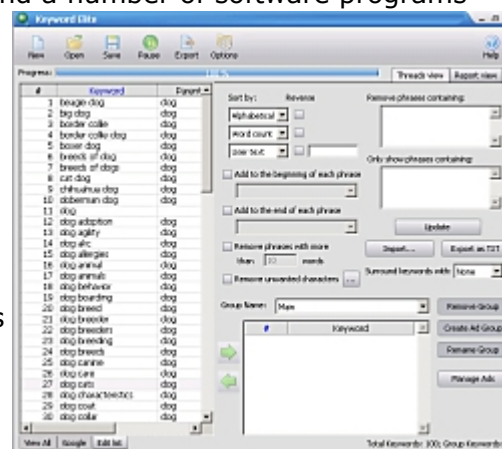 and a number of software programs
Keyword Elite
New Open Save Pause Export Options Help
Progress: Threads view Report view
# Keyword Parent
1 beagle dog dog
2 big dog dog
3 border collie dog
4 border collie dog dog
5 boxer dog dog
6 breeds of dog dog
7 breeds of dogs dog
8 cat dog dog
9 chihuahua dog dog
10 doberman dog dog
11 dog
12 dog adoption dog
13 dog agility dog
14 dog akc dog
15 dog allergies dog
16 dog animal dog
17 dog animals dog
18 dog behavior dog
19 dog boarding dog
20 dog breed dog
21 dog breeder dog
22 dog breeders dog
23 dog breeding dog
24 dog breeds dog
25 dog canine dog
26 dog care dog
27 dog cats dog
28 dog characteristics dog
29 dog coat dog
30 dog collar dog
View All Google Edit list
Sort by: Reverse
Alphabetical
Word count
User text
Add to the beginning of each phrase
Add to the end of each phrase
Remove phrases with more
than 10 words
Remove unwanted characters ...
Remove phrases containing:
Only show phrases containing:
Update
Import... Export as TXT
Surround keywords with: None
Group Name: Main
# Keyword
Remove Group
Create Ad Group
Rename Group
Manage Ads
Total Keywords: 100; Group Keywords
s